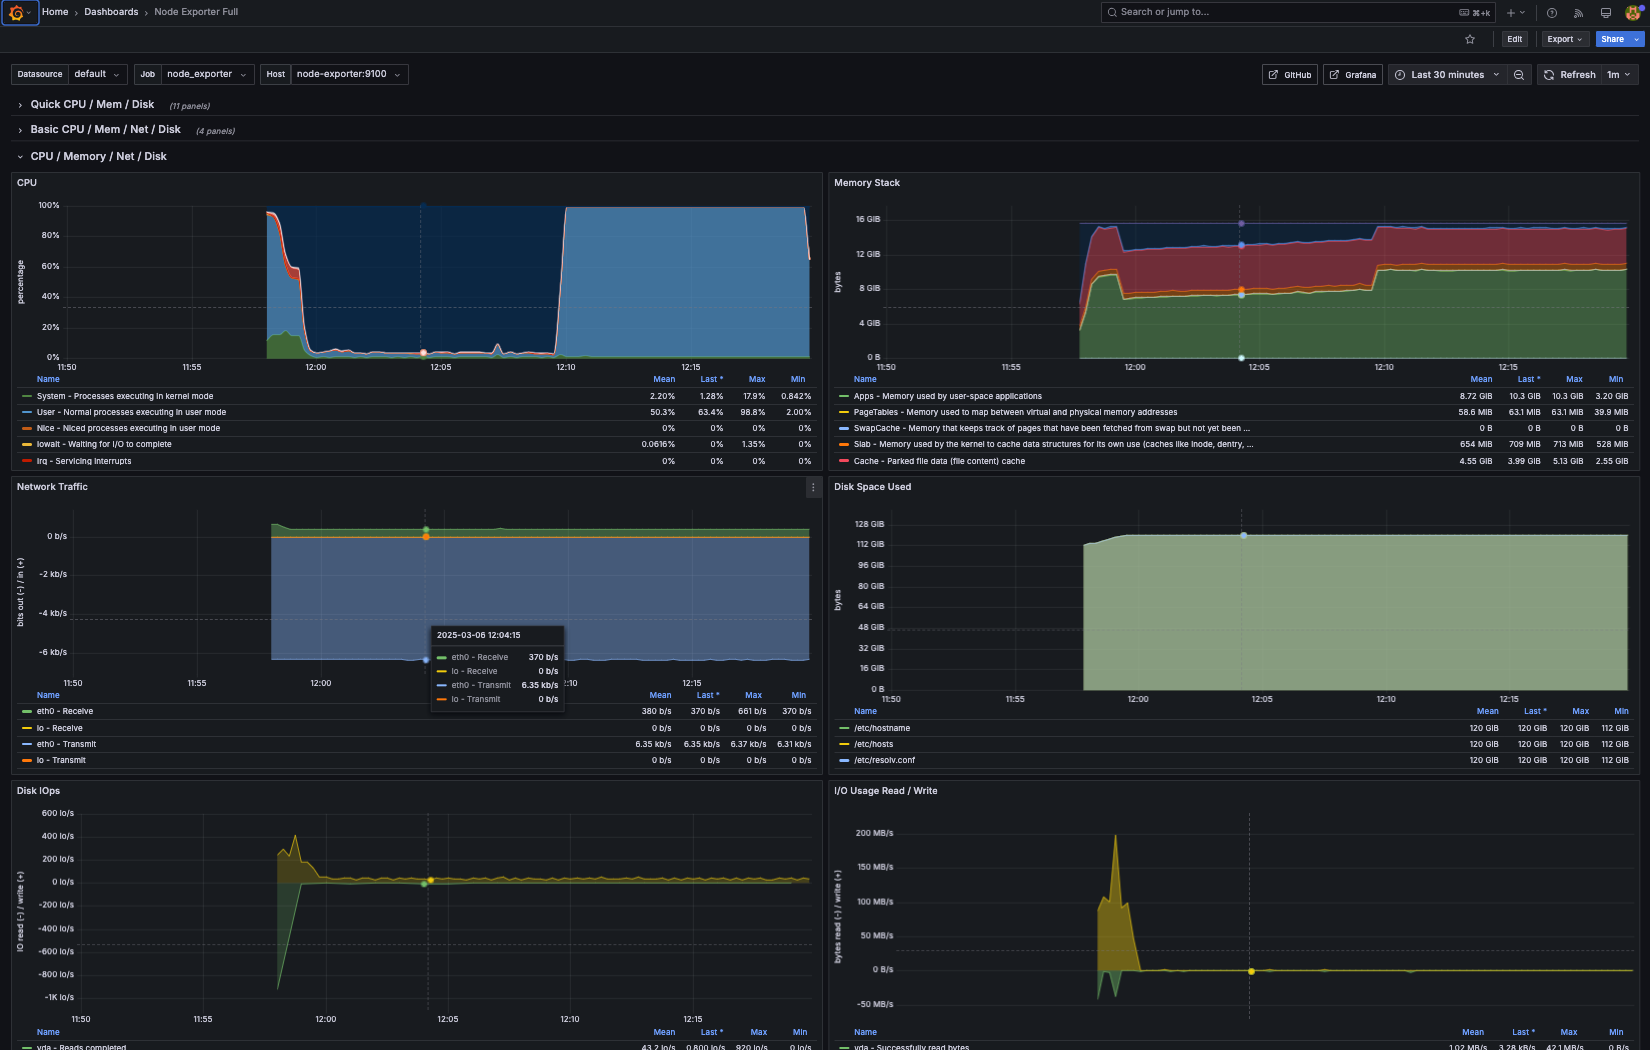 Home › Dashboards › Node Exporter Full
Search or jump to... ⌘+k
Edit Export Share
Datasource default Job node_exporter Host node-exporter:9100
GitHub Grafana Last 30 minutes Refresh 1m
Quick CPU / Mem / Disk (11 panels)
Basic CPU / Mem / Net / Disk (4 panels)
CPU / Memory / Net / Disk
CPU
percentage
100%
80%
60%
40%
20%
0%
11:50 11:55 12:00 12:05 12:10 12:15
Name Mean Last * Max Min
System - Processes executing in kernel mode 2.20% 1.28% 17.9% 0.842%
User - Normal processes executing in user mode 50.3% 63.4% 98.8% 2.00%
Nice - Niced processes executing in user mode 0% 0% 0% 0%
Iowait - Waiting for I/O to complete 0.0616% 0% 1.35% 0%
Irq - Servicing interrupts 0% 0% 0% 0%
Memory Stack
bytes
16 GiB
12 GiB
8 GiB
4 GiB
0 B
11:50 11:55 12:00 12:05 12:10 12:15
Name Mean Last * Max Min
Apps - Memory used by user-space applications 8.72 GiB 10.3 GiB 10.3 GiB 3.20 GiB
PageTables - Memory used to map between virtual and physical memory addresses 58.6 MiB 63.1 MiB 63.1 MiB 39.9 MiB
SwapCache - Memory that keeps track of pages that have been fetched from swap but not yet been ... 0 B 0 B 0 B 0 B
Slab - Memory used by the kernel to cache data structures for its own use (caches like inode, dentry, ... 654 MiB 709 MiB 713 MiB 528 MiB
Cache - Parked file data (file content) cache 4.55 GiB 3.99 GiB 5.13 GiB 2.55 GiB
Network Traffic
bits out (-) / in (+)
0 b/s
-2 kb/s
-4 kb/s
-6 kb/s
11:50 11:55 12:00 2:10 12:15
2025-03-06 12:04:15
eth0 - Receive 370 b/s
lo - Receive 0 b/s
eth0 - Transmit 6.35 kb/s
lo - Transmit 0 b/s
Name Mean Last * Max Min
eth0 - Receive 380 b/s 370 b/s 661 b/s 370 b/s
lo - Receive 0 b/s 0 b/s 0 b/s 0 b/s
eth0 - Transmit 6.35 kb/s 6.35 kb/s 6.37 kb/s 6.31 kb/s
lo - Transmit 0 b/s 0 b/s 0 b/s 0 b/s
Disk Space Used
bytes
128 GiB
112 GiB
96 GiB
80 GiB
64 GiB
48 GiB
32 GiB
16 GiB
0 B
11:50 11:55 12:00 12:05 12:10 12:15
Name Mean Last * Max Min
/etc/hostname 120 GiB 120 GiB 120 GiB 112 GiB
/etc/hosts 120 GiB 120 GiB 120 GiB 112 GiB
/etc/resolv.conf 120 GiB 120 GiB 120 GiB 112 GiB
Disk IOps
IO read (-) / write (+)
600 io/s
400 io/s
200 io/s
0 io/s
-200 io/s
-400 io/s
-600 io/s
-800 io/s
-1K io/s
11:50 11:55 12:00 12:05 12:10 12:15
Name Mean Last * Max Min
vda - Reads completed 43.2 io/s 0.800 io/s 920 io/s 0 io/s
I/O Usage Read / Write
bytes read (-) / write (+)
200 MB/s
150 MB/s
100 MB/s
50 MB/s
0 B/s
-50 MB/s
Name Mean Last * Max Min
vda - Successfully read bytes 1.02 MB/s 3.28 kB/s 42.1 MB/s 0 B/s